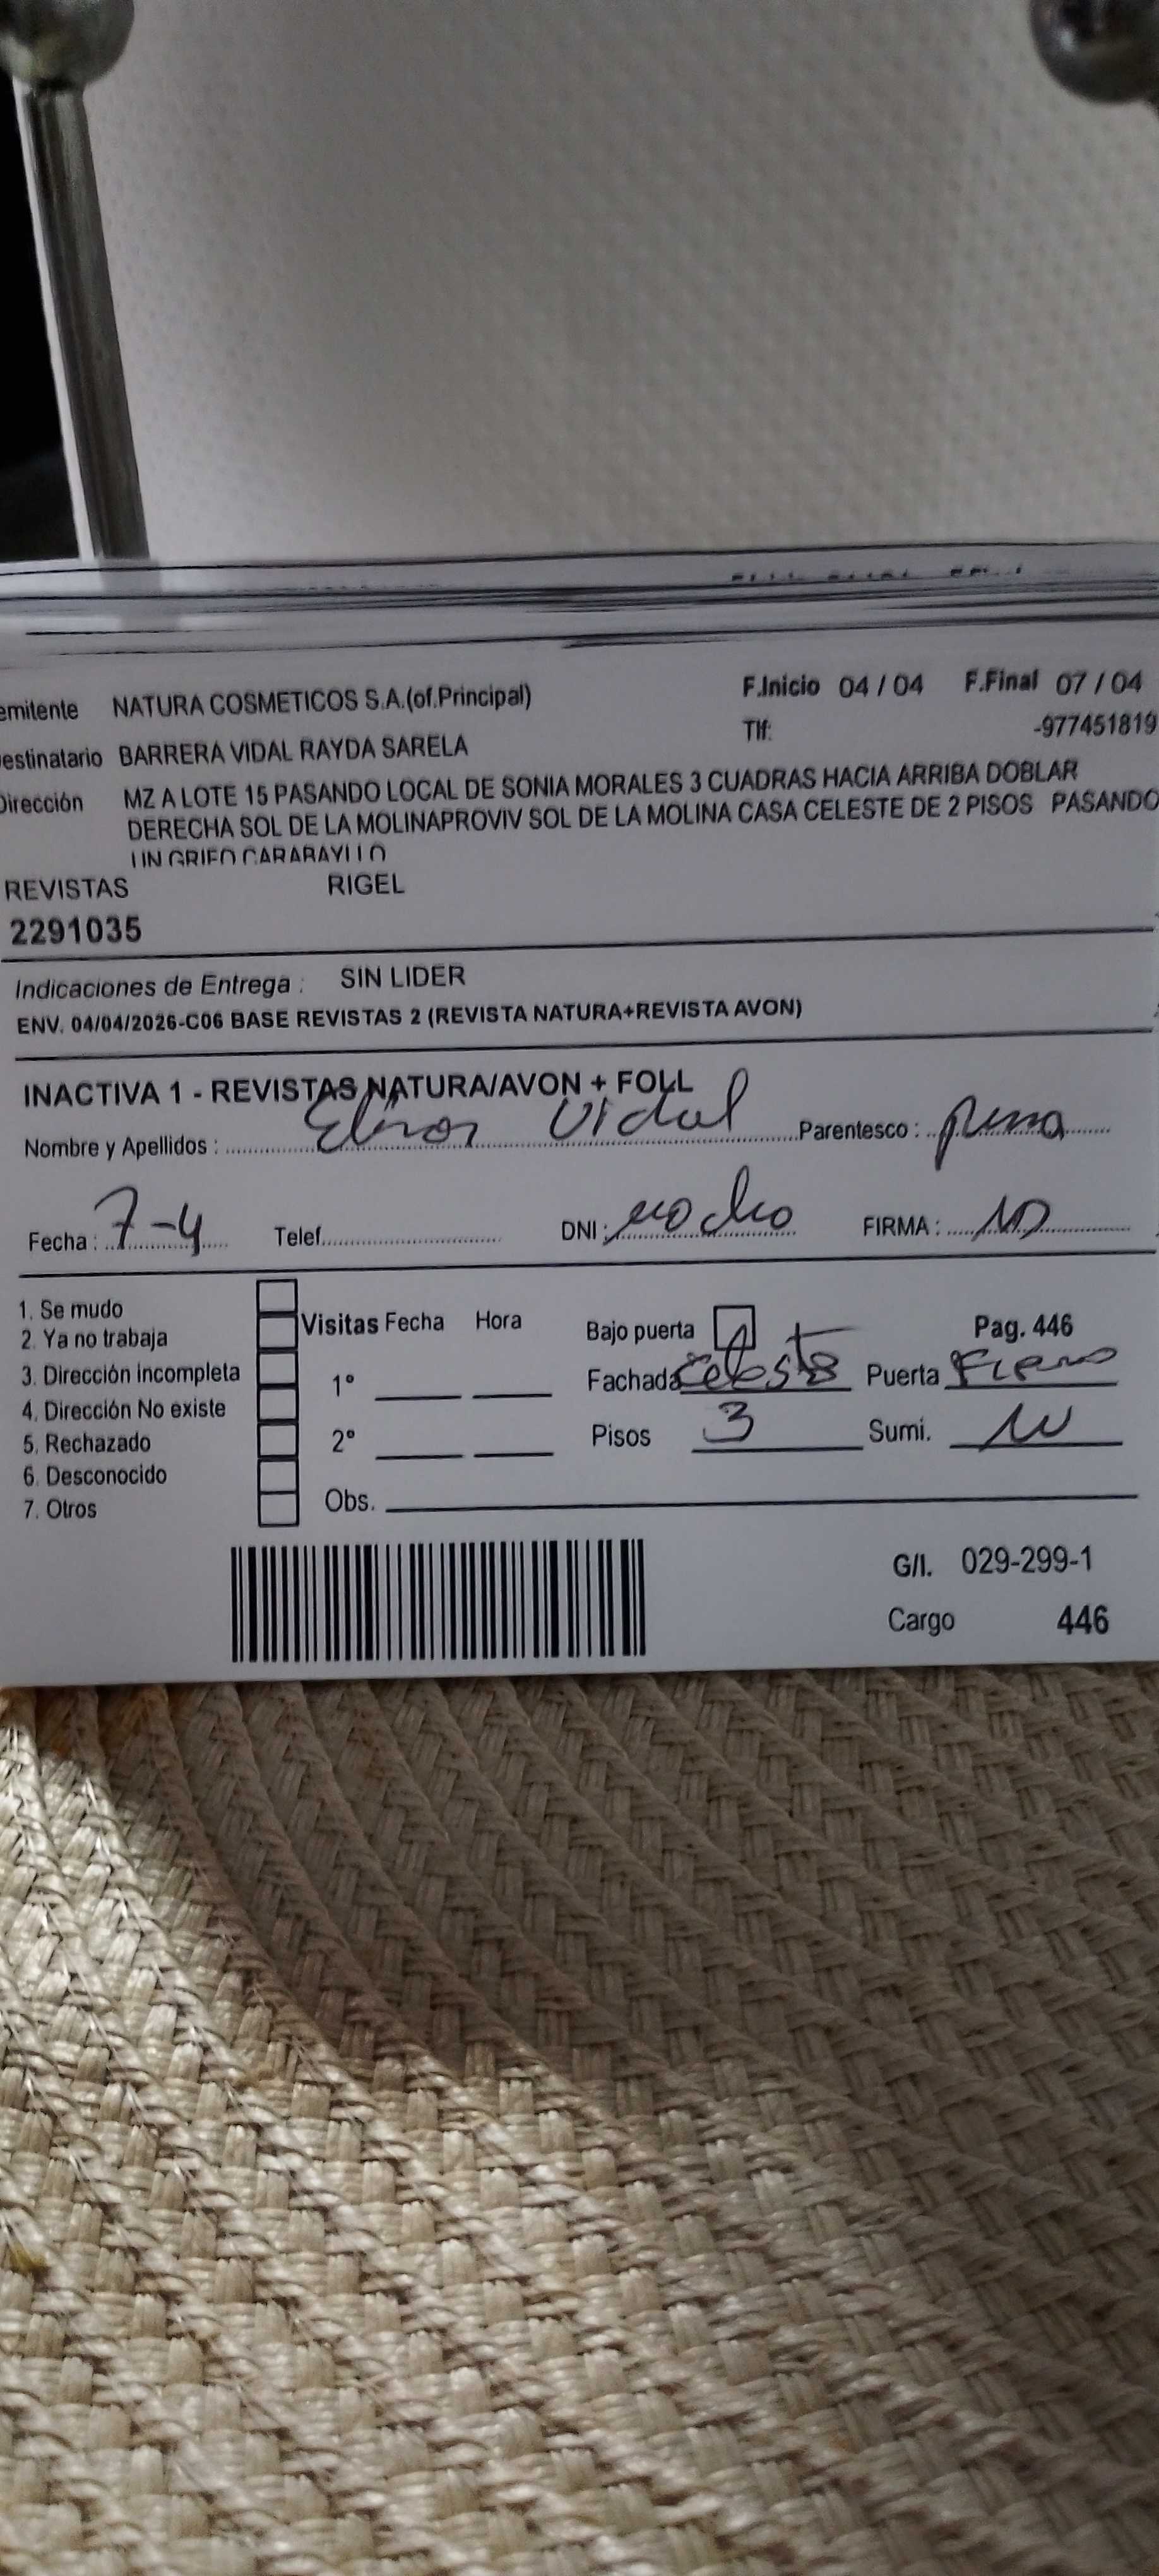 emitente NATURA COSMETICOS S.A.(of.Principal) F.Inicio 04 / 04 F.Final 07 / 04
estinatario BARRERA VIDAL RAYDA SARELA Tlf: -977451819
Dirección MZ A LOTE 15 PASANDO LOCAL DE SONIA MORALES 3 CUADRAS HACIA ARRIBA DOBLAR
DERECHA SOL DE LA MOLINAPROVIV SOL DE LA MOLINA CASA CELESTE DE 2 PISOS PASANDO
UN GRIFO CARABAYLLO
REVISTAS RIGEL
2291035
Indicaciones de Entrega : SIN LIDER
ENV. 04/04/2026-C06 BASE REVISTAS 2 (REVISTA NATURA+REVISTA AVON)
INACTIVA 1 - REVISTAS NATURA/AVON + FOLL
Nombre y Apellidos : Vidal Parentesco :
Fecha : 7-4 Telef. DNI : FIRMA :
1. Se mudo
2. Ya no trabaja
3. Dirección incompleta
4. Dirección No existe
5. Rechazado
6. Desconocido
7. Otros
Visitas Fecha Hora
1°
2°
Obs.
Bajo puerta Pag. 446
Fachada Celeste Puerta Fierro
Pisos 3 Sumi.
G/I. 029-299-1
Cargo 446